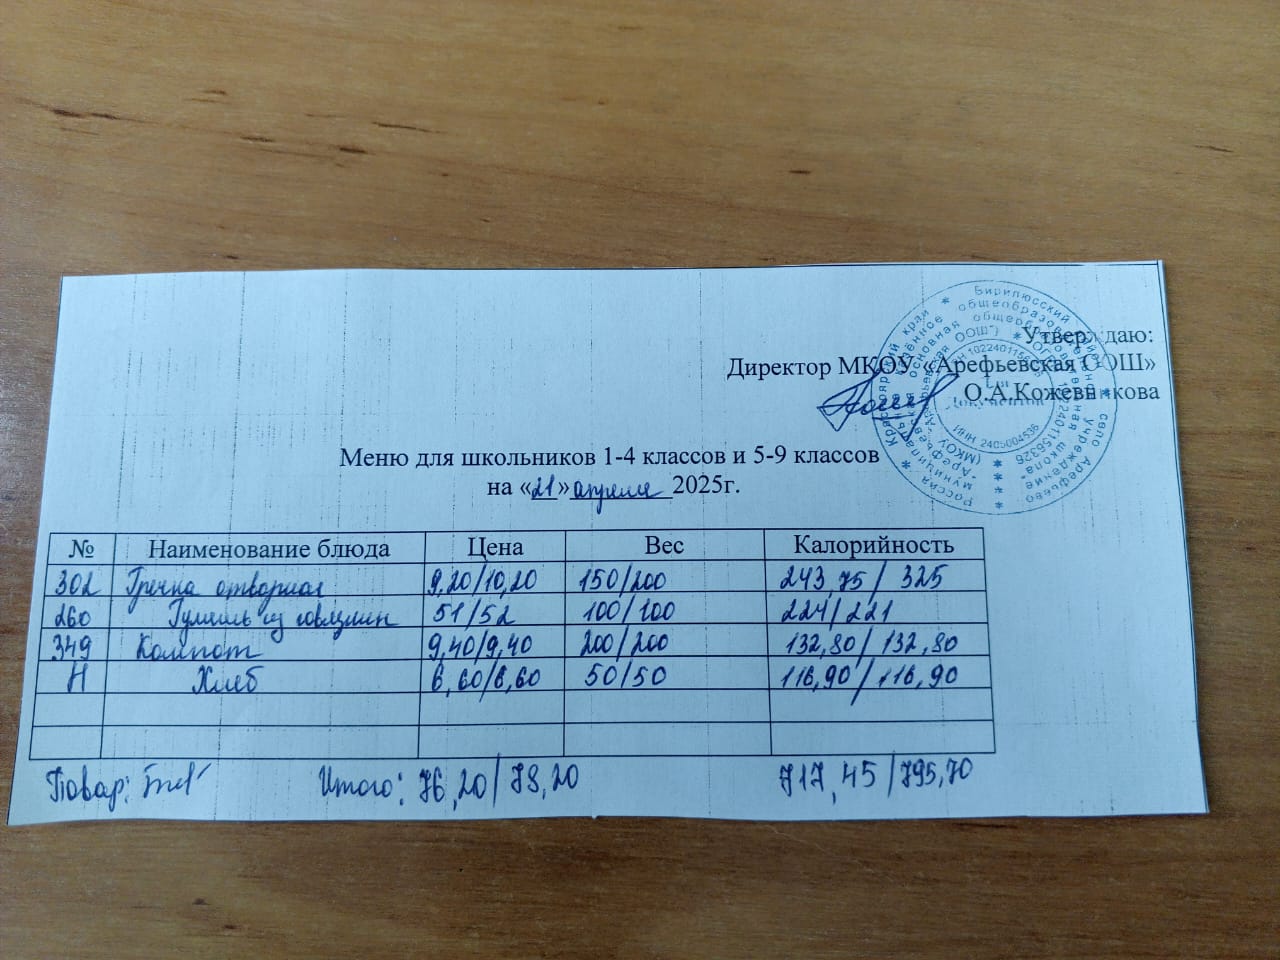 Утверждаю:
Директор МКОУ «Арефьевская ООШ»
О.А.Кожевникова
Меню для школьников 1-4 классов и 5-9 классов
на «21» апреля 2025г.
№ Наименование блюда Цена Вес Калорийность
302 Гречка отварная 9,20/10,20 150/200 243,75/ 325
260 Гуляшь из говядины 51/52 100/100 224/221
349 Компот 9,40/9,40 200/200 132,80/ 132,80
Н Хлеб 6,60/6,60 50/50 116,90/ 116,90
Повар: Итого: 76,20/78,20 717,45/795,70